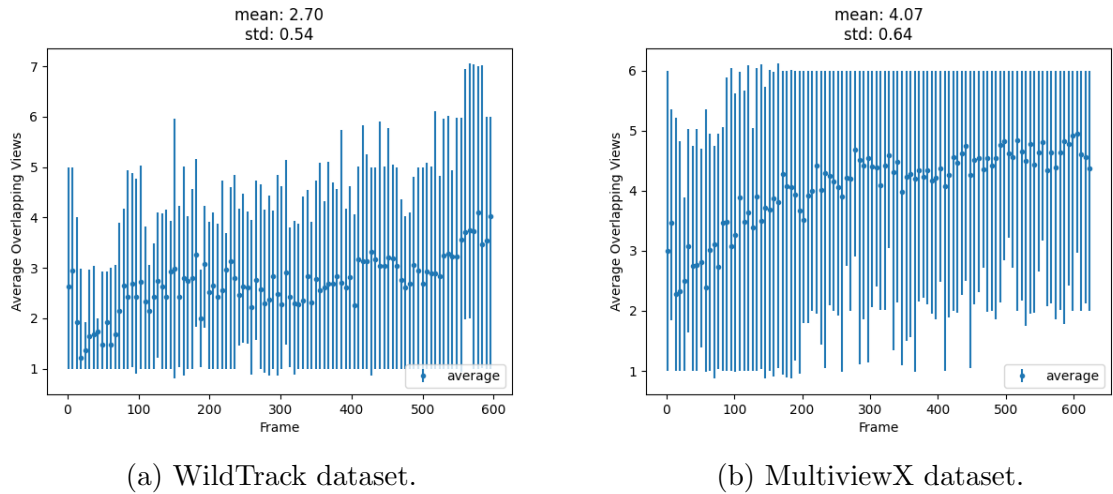 mean: 2.70
std: 0.54
7
6
5
4
3
2
1
Average Overlapping Views
average
0 100 200 300 400 500 600
Frame
(a) WildTrack dataset.
mean: 4.07
std: 0.64
6
5
4
3
2
1
Average Overlapping Views
average
0 100 200 300 400 500 600
Frame
(b) MultiviewX dataset.